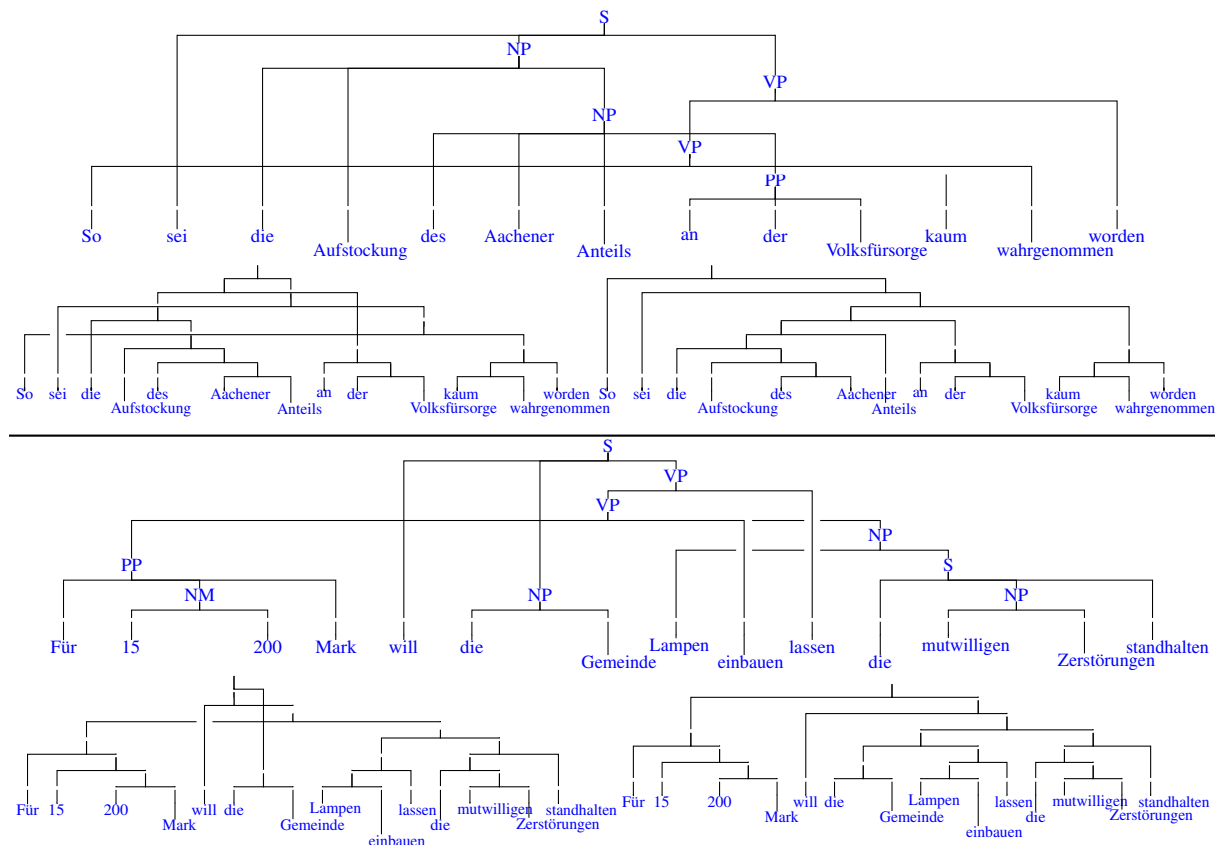 S
NP
VP
NP
VP
PP
So sei die Aufstockung des Aachener Anteils an der Volksfürsorge kaum wahrgenommen worden
So sei die Aufstockung des Aachener Anteils an der Volksfürsorge kaum wahrgenommen worden So sei die Aufstockung des Aachener Anteils an der Volksfürsorge kaum wahrgenommen worden
S
VP
VP
NP
PP S
NM NP NP
Für 15 200 Mark will die Gemeinde Lampen einbauen lassen die mutwilligen Zerstörungen standhalten
Für 15 200 Mark will die Gemeinde Lampen einbauen lassen die mutwilligen Zerstörungen standhalten Für 15 200 Mark will die Gemeinde Lampen einbauen lassen die mutwilligen Zerstörungen standhalten